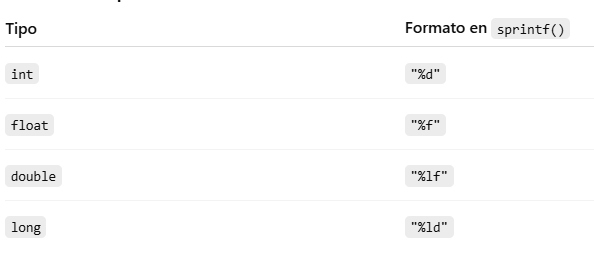 Tipo Formato en sprintf()
int "%d"
float "%f"
double "%lf"
long "%ld"